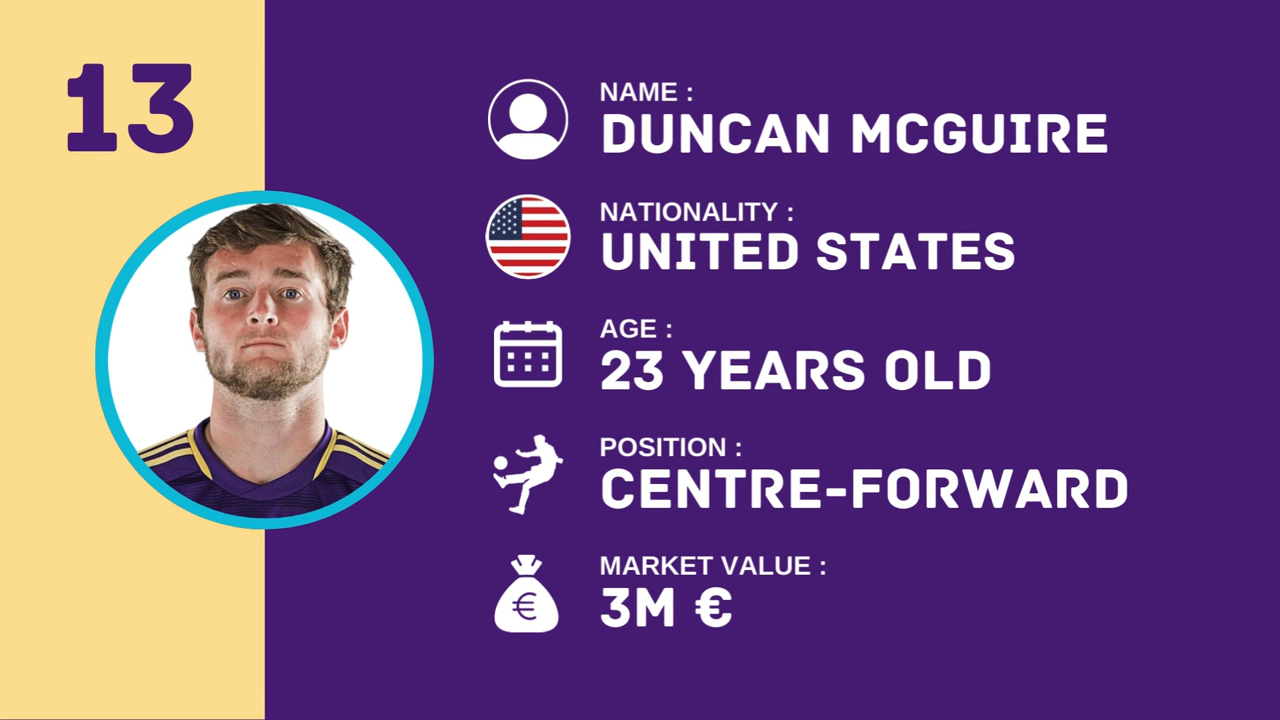 13
NAME :
DUNCAN MCGUIRE
NATIONALITY :
UNITED STATES
AGE :
23 YEARS OLD
POSITION :
CENTRE-FORWARD
MARKET VALUE :
3M €